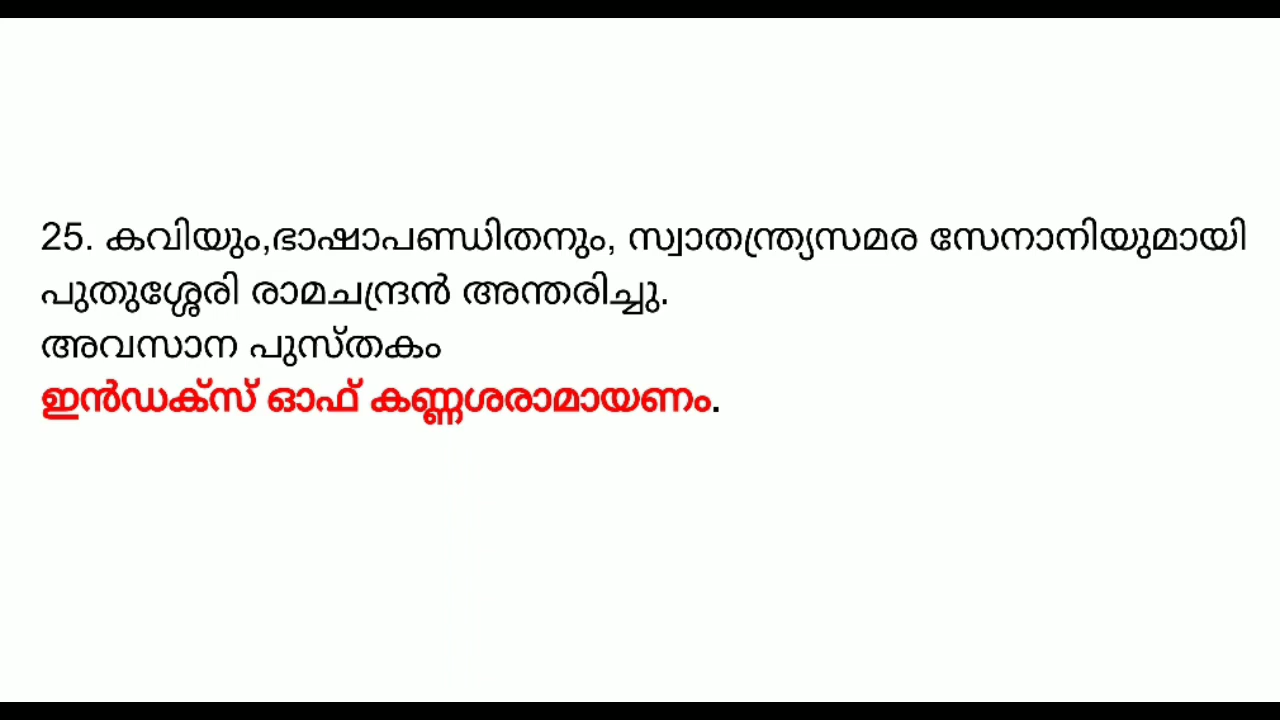 25. കവിയും,ഭാഷാപണ്ഡിതനും, സ്വാതന്ത്ര്യസമര സേനാനിയുമായി
പുതുശ്ശേരി രാമചന്ദ്രൻ അന്തരിച്ചു.
അവസാന പുസ്തകം
ഇൻഡക്സ് ഓഫ് കണ്ണശരാമായണം.